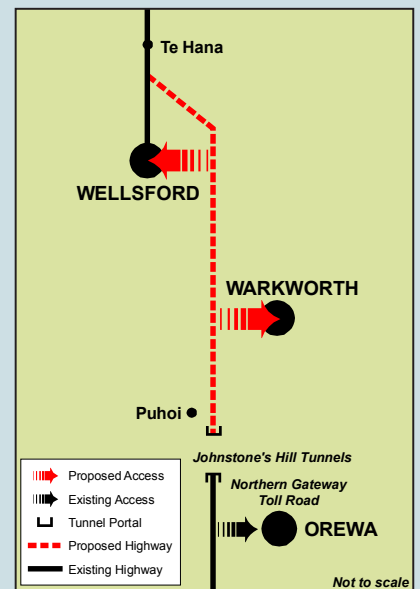 Te Hana
WELLSFORD
WARKWORTH
Puhoi
Johnstone's Hill Tunnels
Northern Gateway
Toll Road
OREWA
Proposed Access
Existing Access
Tunnel Portal
Proposed Highway
Existing Highway
Not to scale